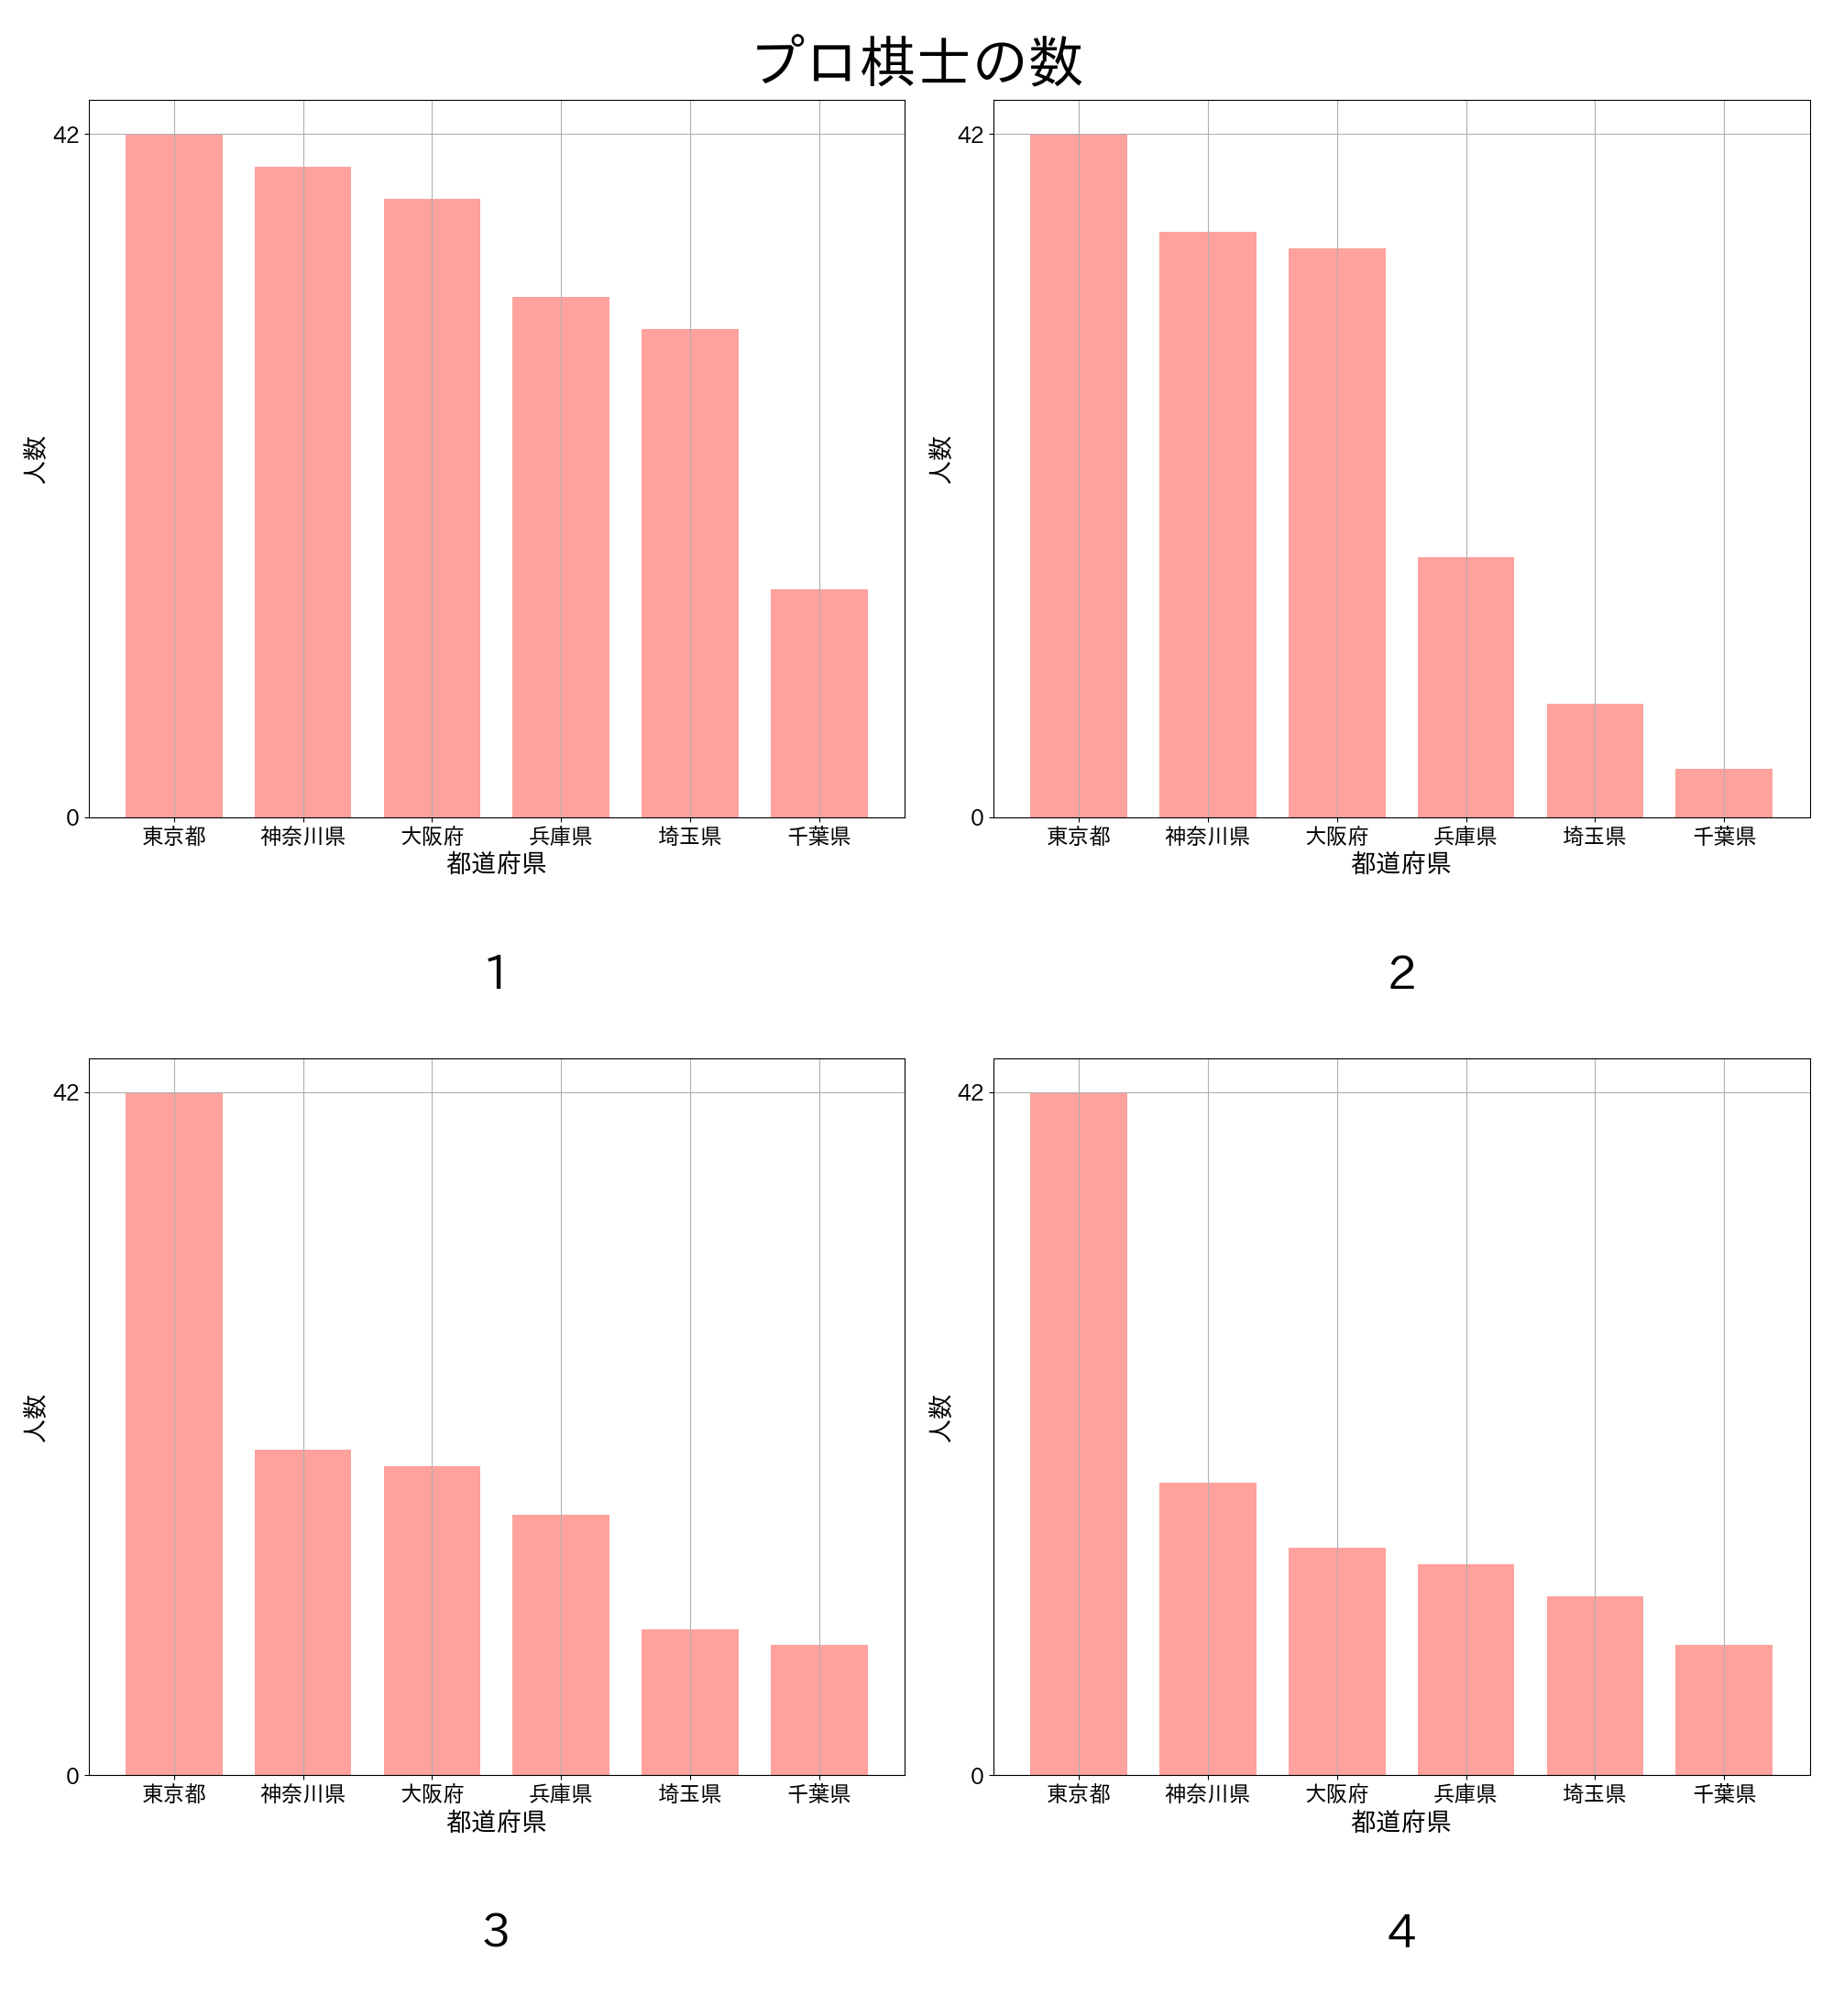 プロ棋士の数
42
0
人数
東京都 神奈川県 大阪府 兵庫県 埼玉県 千葉県
都道府県
1
42
0
人数
東京都 神奈川県 大阪府 兵庫県 埼玉県 千葉県
都道府県
2
42
0
人数
東京都 神奈川県 大阪府 兵庫県 埼玉県 千葉県
都道府県
3
42
0
人数
東京都 神奈川県 大阪府 兵庫県 埼玉県 千葉県
都道府県
4